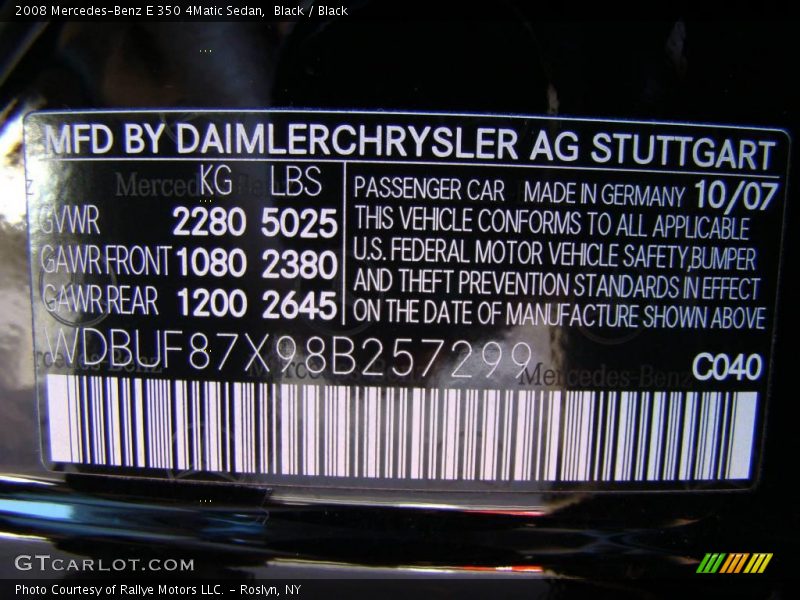 2008 Mercedes-Benz E 350 4Matic Sedan, Black / Black
MFD BY DAIMLERCHRYSLER AG STUTTGART
KG LBS
GVWR 2280 5025
GAWR FRONT 1080 2380
GAWR REAR 1200 2645
PASSENGER CAR MADE IN GERMANY 10/07
THIS VEHICLE CONFORMS TO ALL APPLICABLE
U.S. FEDERAL MOTOR VEHICLE SAFETY,BUMPER
AND THEFT PREVENTION STANDARDS IN EFFECT
ON THE DATE OF MANUFACTURE SHOWN ABOVE
WDBUF87X98B257299
Mercedes-Benz
C040
GTCARLOT.COM
Photo Courtesy of Rallye Motors LLC. - Roslyn, NY